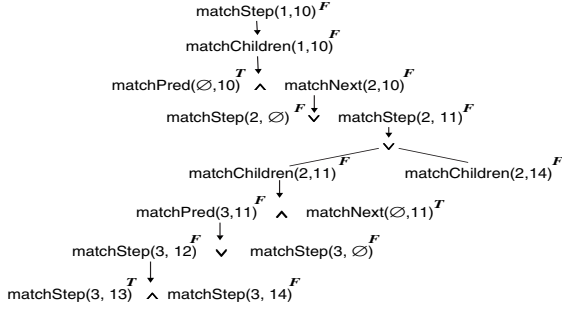 matchStep(1,10) F
matchChildren(1,10) F
matchPred(∅,10) T ∧ matchNext(2,10) F
matchStep(2, ∅) F ∨ matchStep(2, 11) F
∨
matchChildren(2,11) F matchChildren(2,14) F
matchPred(3,11) F ∧ matchNext(∅,11) T
matchStep(3, 12) F ∨ matchStep(3, ∅) F
matchStep(3, 13) T ∧ matchStep(3, 14) F